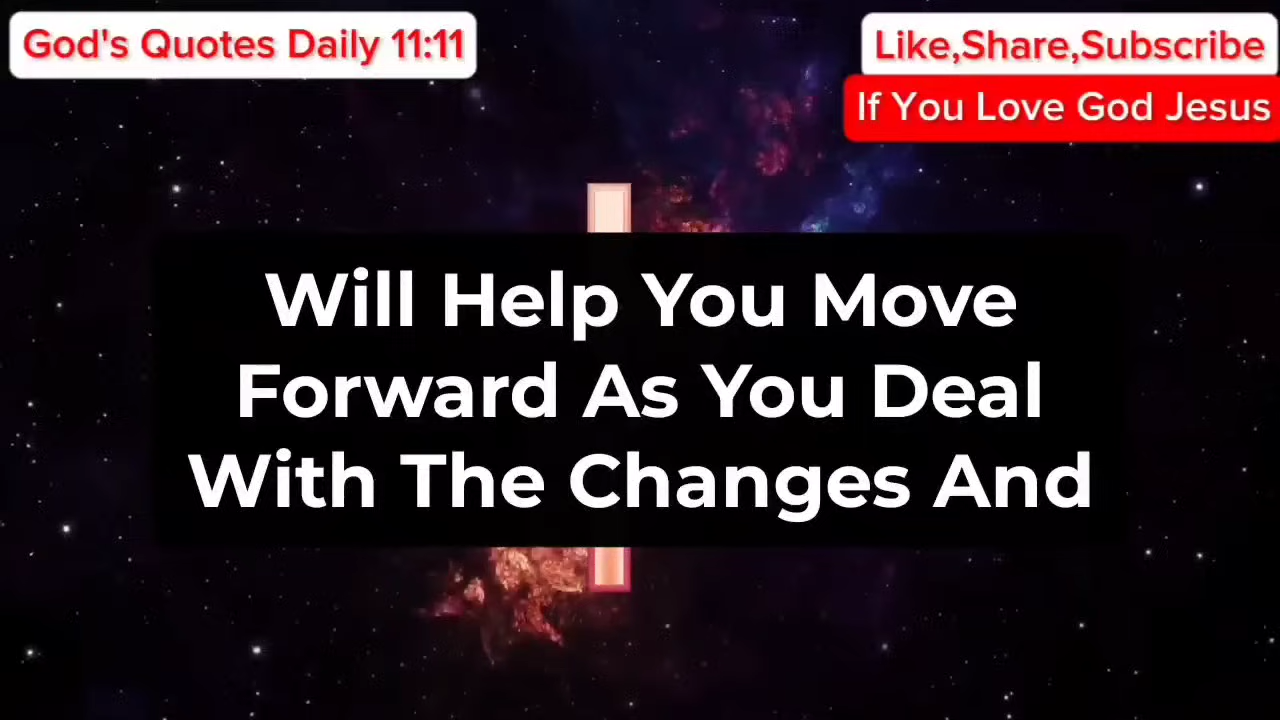 God's Quotes Daily 11:11
Like,Share,Subscribe
If You Love God Jesus
Will Help You Move
Forward As You Deal
With The Changes And